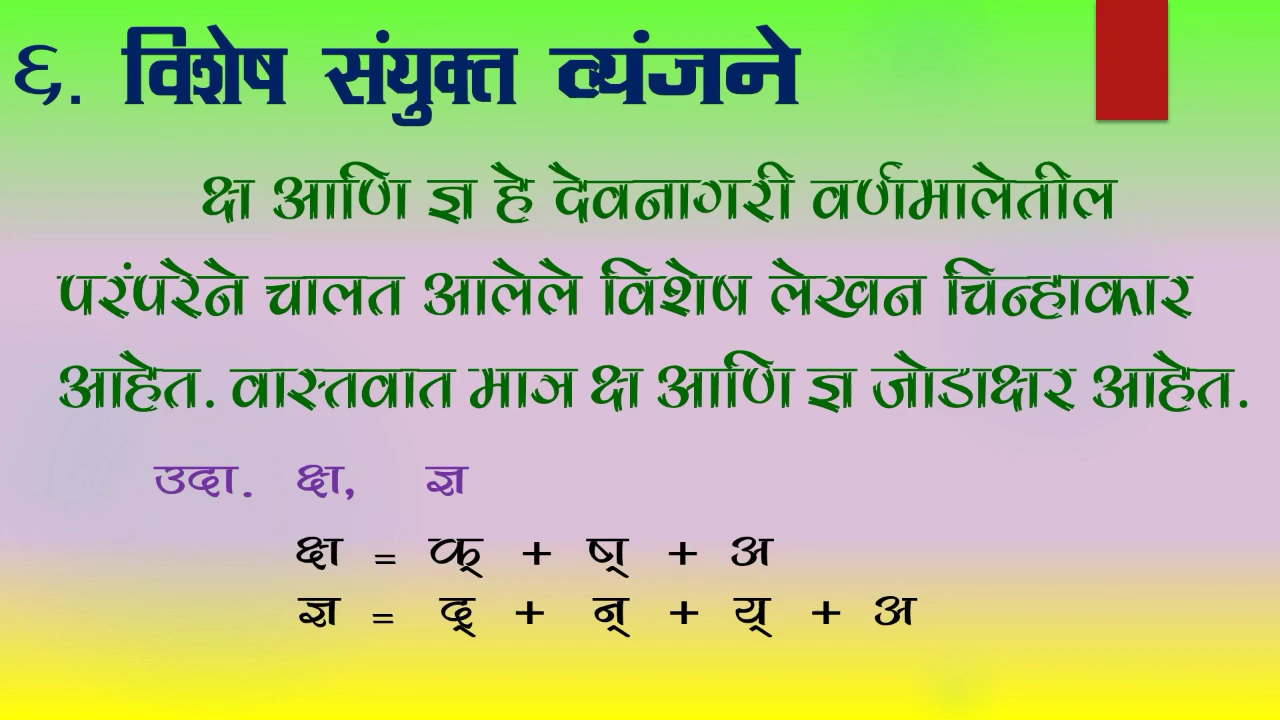 ६. विशेष संयुक्त व्यंजने
क्ष आणि ज्ञ हे देवनागरी वर्णमालेतील
परंपरेने चालत आलेले विशेष लेखन चिन्हाकार
आहेत. वास्तवात मात्र क्ष आणि ज्ञ जोडाक्षर आहेत.
उदा. क्ष, ज्ञ
क्ष = क् + ष् + अ
ज्ञ = द् + न् + य् + अ